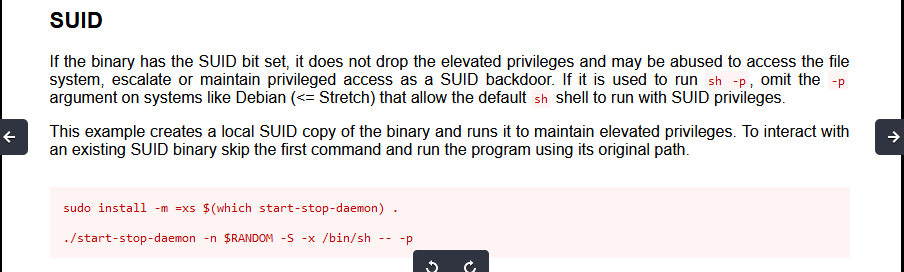 SUID
If the binary has the SUID bit set, it does not drop the elevated privileges and may be abused to access the file
system, escalate or maintain privileged access as a SUID backdoor. If it is used to run sh -p, omit the -p
argument on systems like Debian (<= Stretch) that allow the default sh shell to run with SUID privileges.
This example creates a local SUID copy of the binary and runs it to maintain elevated privileges. To interact with
an existing SUID binary skip the first command and run the program using its original path.
sudo install -m =xs $(which start-stop-daemon) .
./start-stop-daemon -n $RANDOM -S -x /bin/sh -- -p